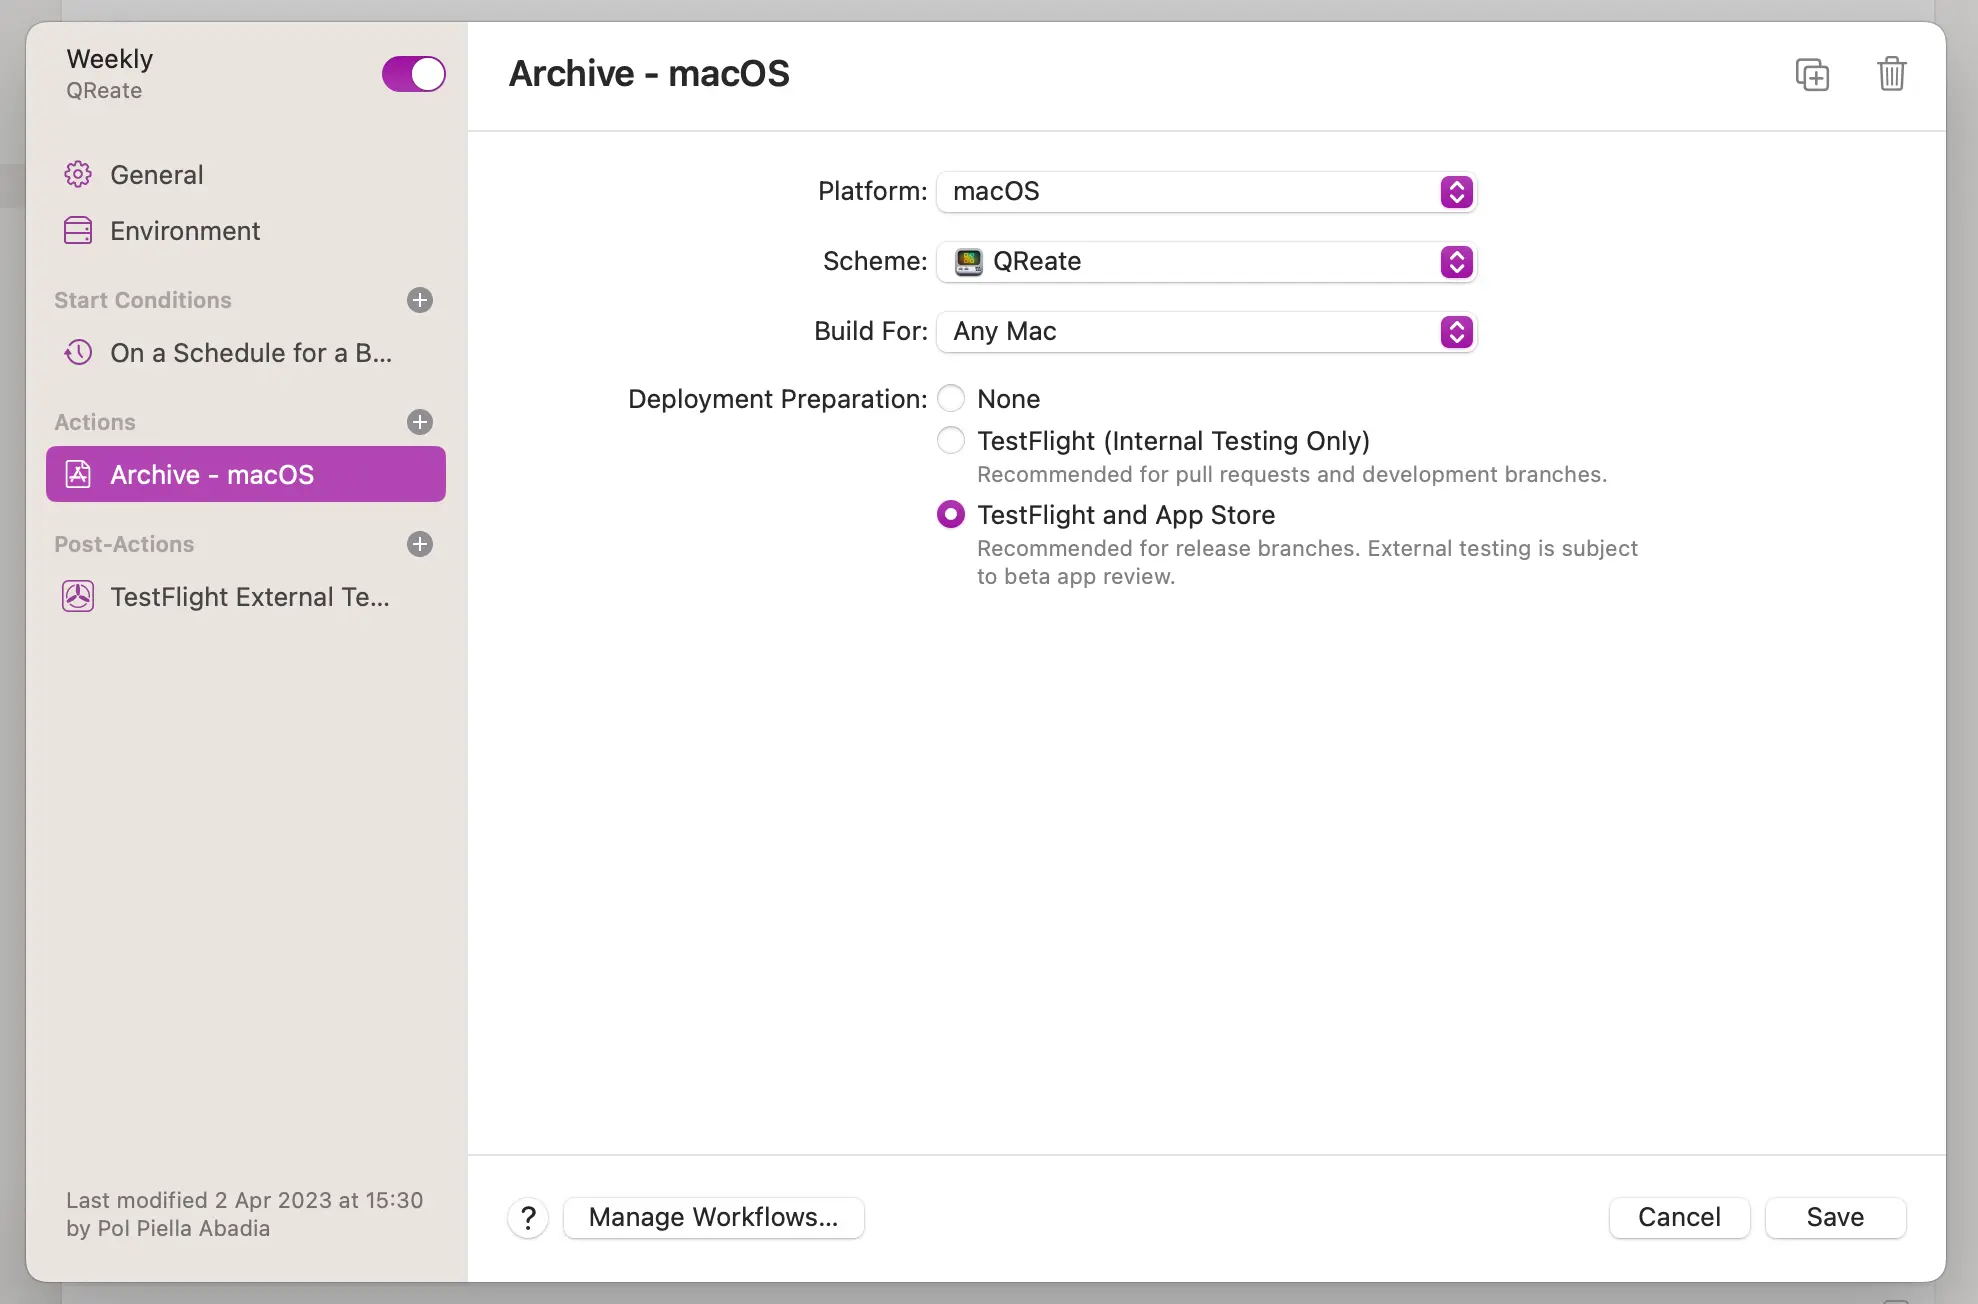 Weekly
QReate
General
Environment
Start Conditions
On a Schedule for a B...
Actions
Archive - macOS
Post-Actions
TestFlight External Te...
Last modified 2 Apr 2023 at 15:30
by Pol Piella Abadia
Archive - macOS
Platform: macOS
Scheme: QReate
Build For: Any Mac
Deployment Preparation: None
TestFlight (Internal Testing Only)
Recommended for pull requests and development branches.
TestFlight and App Store
Recommended for release branches. External testing is subject
to beta app review.
? Manage Workflows... Cancel Save